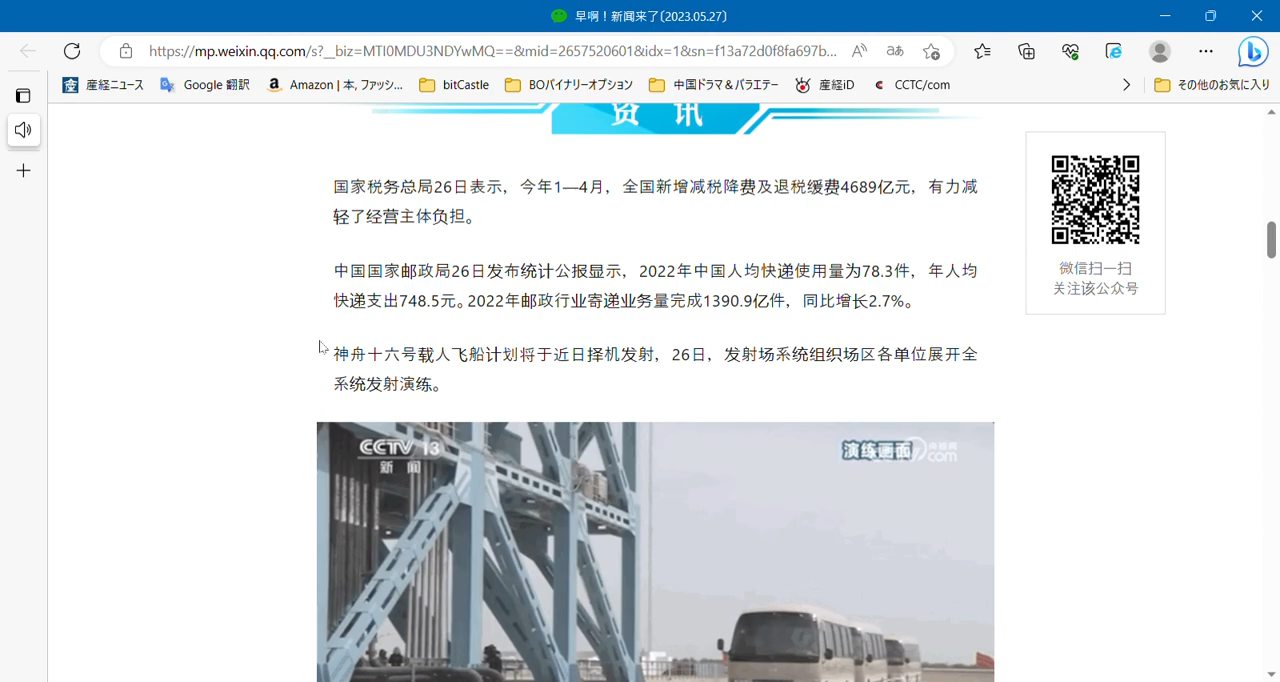 早啊！新闻来了〔2023.05.27〕
https://mp.weixin.qq.com/s?__biz=MTI0MDU3NDYwMQ==&mid=2657520601&idx=1&sn=f13a72d0f8fa697b...
産経ニュース
Google 翻訳
Amazon | 本, ファッシ...
bitCastle
BOバイナリーオプション
中国ドラマ＆バラエテー
産経iD
CCTC/com
その他のお気に入り
资 讯
国家税务总局26日表示，今年1—4月，全国新增减税降费及退税缓费4689亿元，有力减
轻了经营主体负担。
中国国家邮政局26日发布统计公报显示，2022年中国人均快递使用量为78.3件，年人均
快递支出748.5元。2022年邮政行业寄递业务量完成1390.9亿件，同比增长2.7%。
神舟十六号载人飞船计划将于近日择机发射，26日，发射场系统组织场区各单位展开全
系统发射演练。
微信扫一扫
关注该公众号
CCTV 13
新 闻
演练画面
央视网
.com